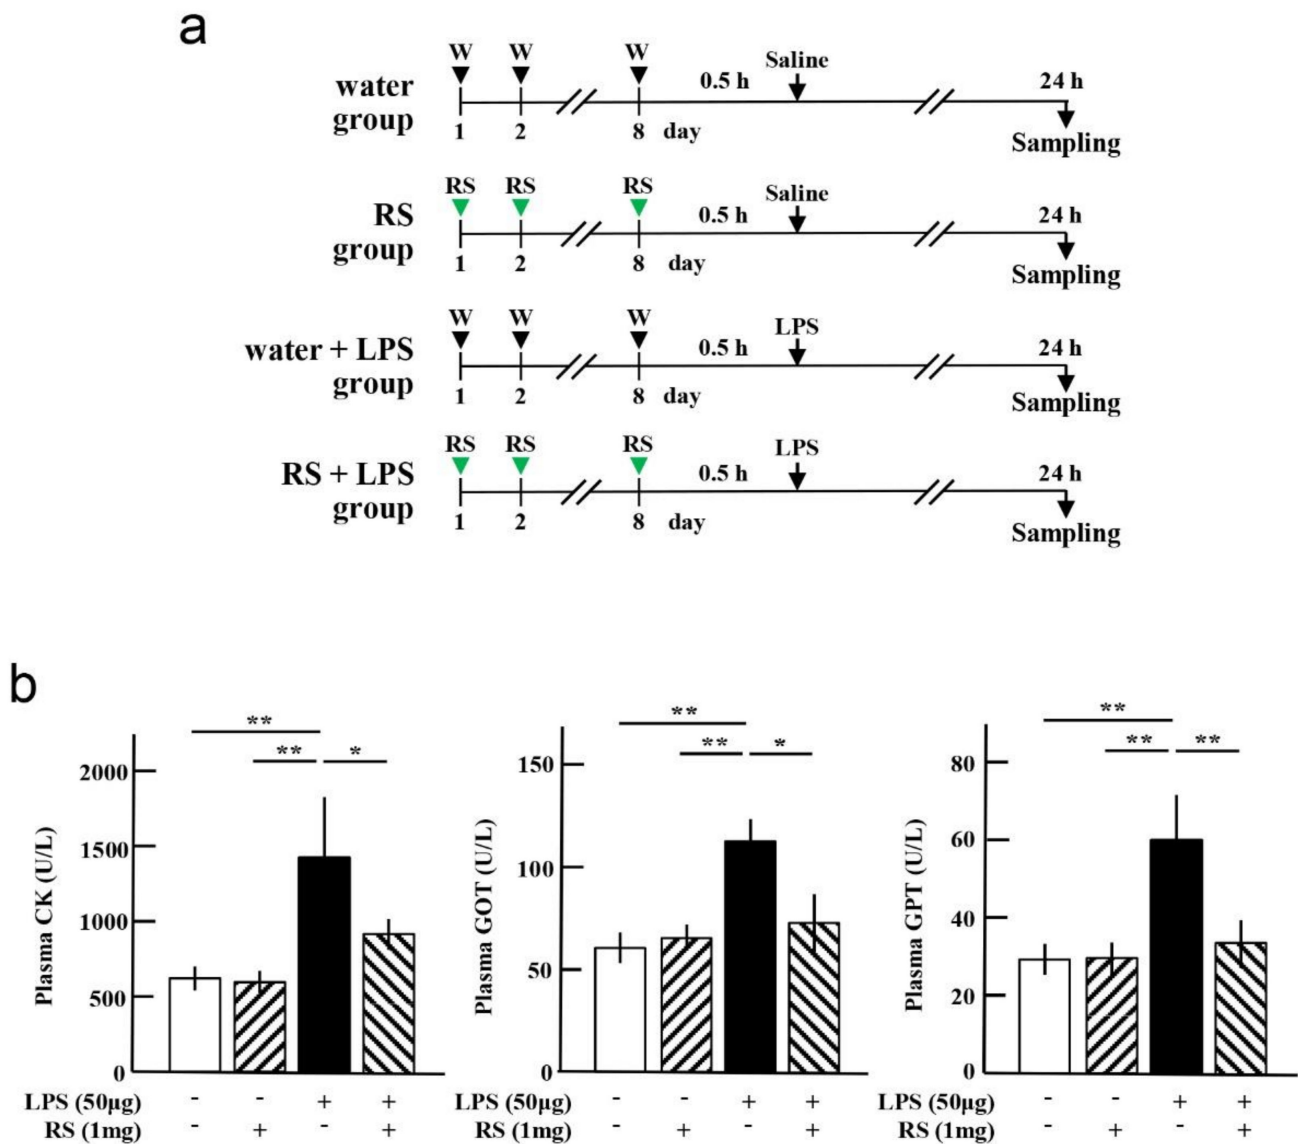 a
W W W 0.5 h Saline 24 h
water
group
1 2 8 day Sampling
RS RS RS 0.5 h Saline 24 h
RS
group
1 2 8 day Sampling
W W W 0.5 h LPS 24 h
water + LPS
group
1 2 8 day Sampling
RS RS RS 0.5 h LPS 24 h
RS + LPS
group
1 2 8 day Sampling
b
Plasma CK (U/L)
2000
1500
1000
500
0
**
** *
LPS (50μg) - - + +
RS (1mg) - + - +
Plasma GOT (U/L)
150
100
50
0
**
** *
LPS (50μg) - - + +
RS (1mg) - + - +
Plasma GPT (U/L)
80
60
40
20
0
**
** **
LPS (50μg) - - + +
RS (1mg) - + - +